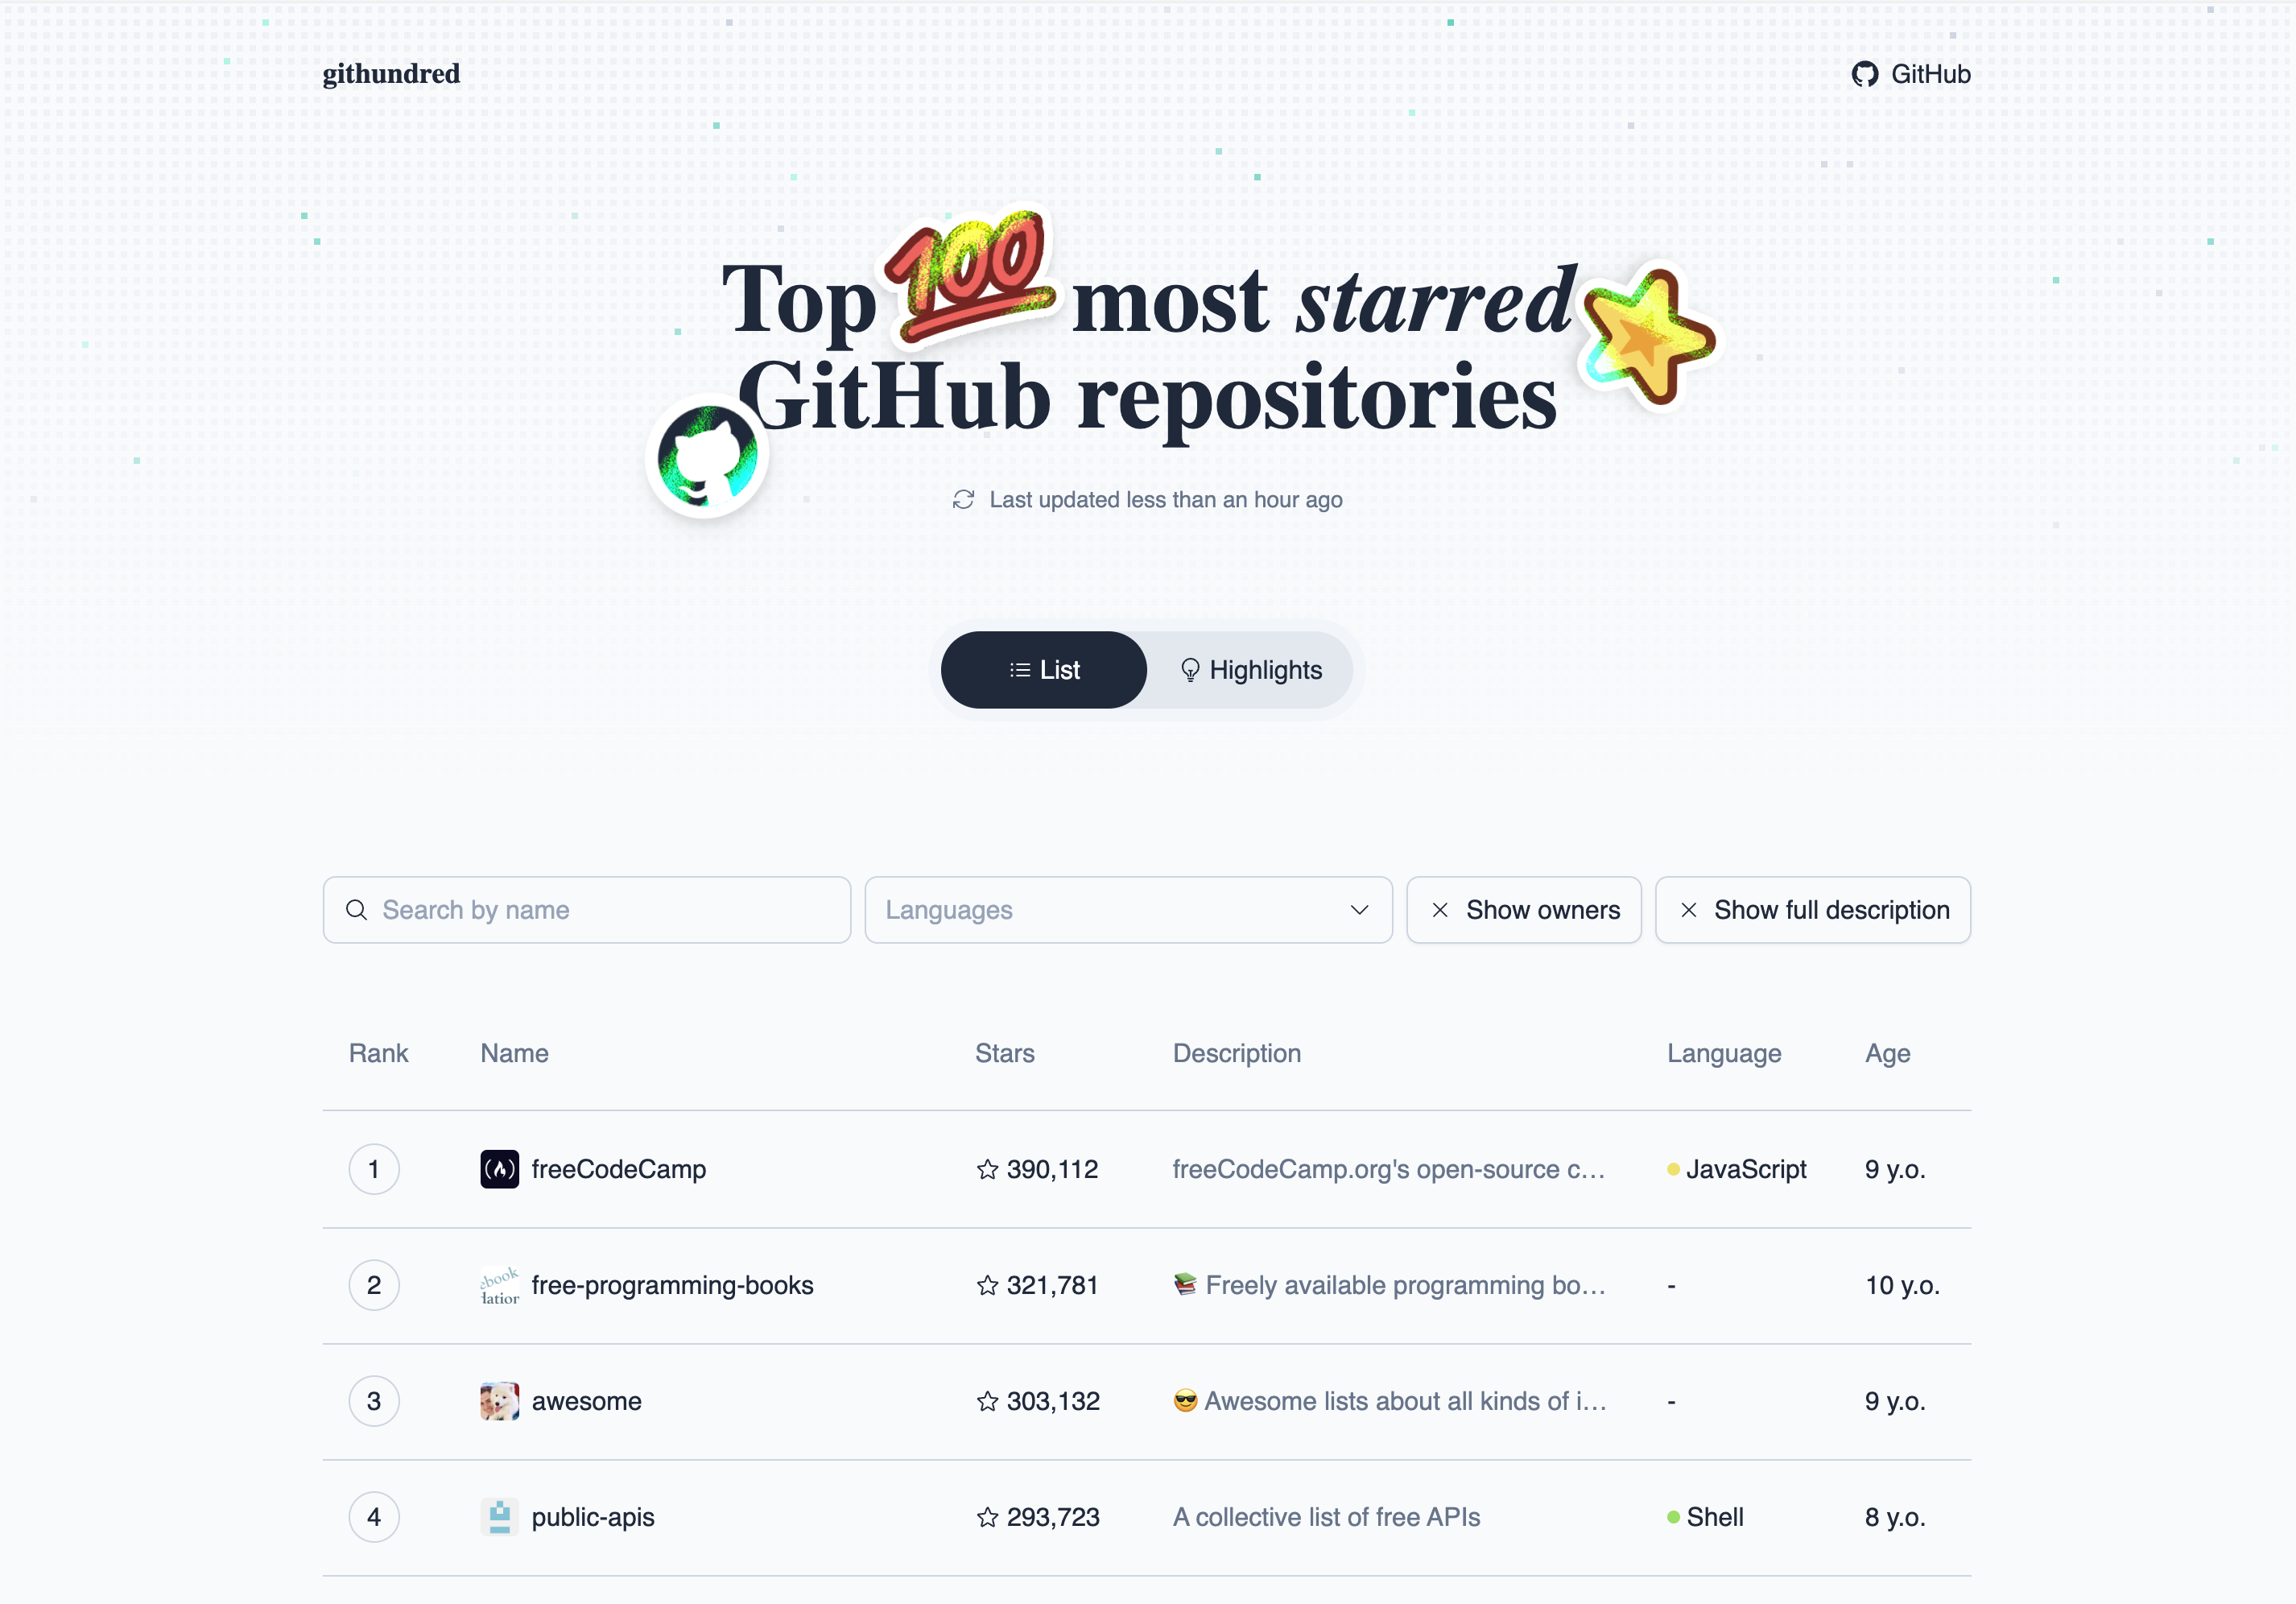 githundred
GitHub
Top 💯 most starred
GitHub repositories
Last updated less than an hour ago
List
Highlights
Search by name
Languages
Show owners
Show full description
Rank Name Stars Description Language Age
1 freeCodeCamp 390,112 freeCodeCamp.org's open-source c... JavaScript 9 y.o.
2 free-programming-books 321,781 📚 Freely available programming bo... - 10 y.o.
3 awesome 303,132 😎 Awesome lists about all kinds of i... - 9 y.o.
4 public-apis 293,723 A collective list of free APIs Shell 8 y.o.